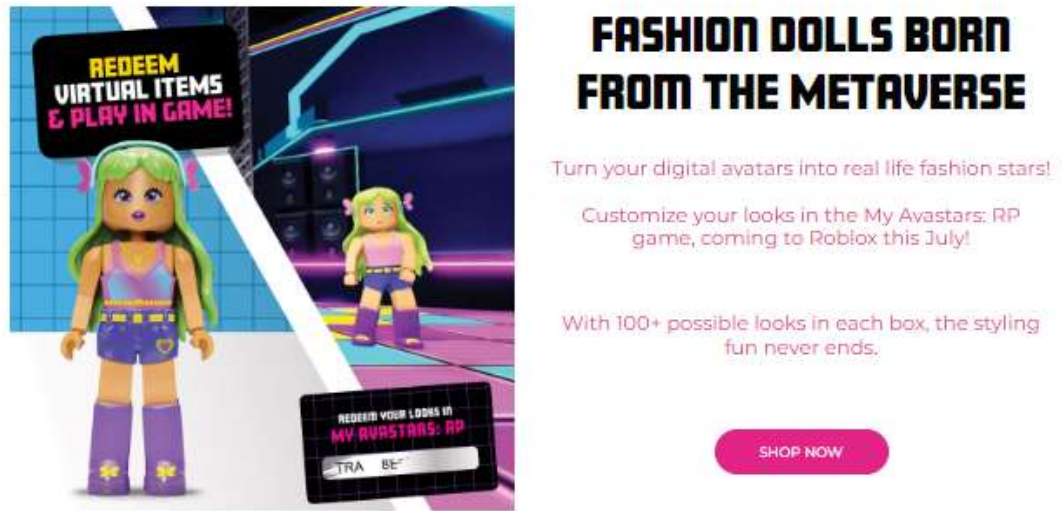 REDEEM
VIRTUAL ITEMS
& PLAY IN GAME!
REDEEM YOUR LOOKS IN
MY AVASTARS: RP
TRA
FASHION DOLLS BORN
FROM THE METAVERSE
Turn your digital avatars into real life fashion stars!
Customize your looks in the My Avastars: RP
game, coming to Roblox this July!
With 100+ possible looks in each box, the styling
fun never ends.
SHOP NOW